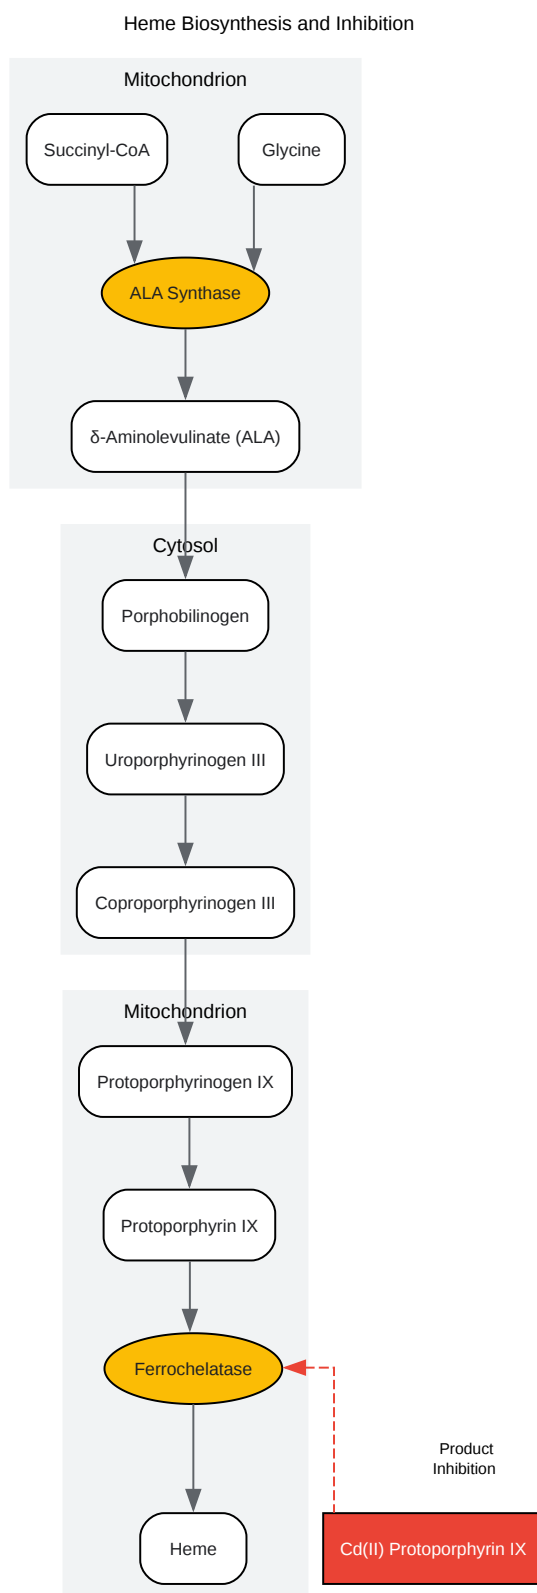 Heme Biosynthesis and Inhibition
Mitochondrion
Succinyl-CoA
Glycine
ALA Synthase
δ-Aminolevulinate (ALA)
Cytosol
Porphobilinogen
Uroporphyrinogen III
Coproporphyrinogen III
Mitochondrion
Protoporphyrinogen IX
Protoporphyrin IX
Ferrochelatase
Product
Inhibition
Heme
Cd(II) Protoporphyrin IX